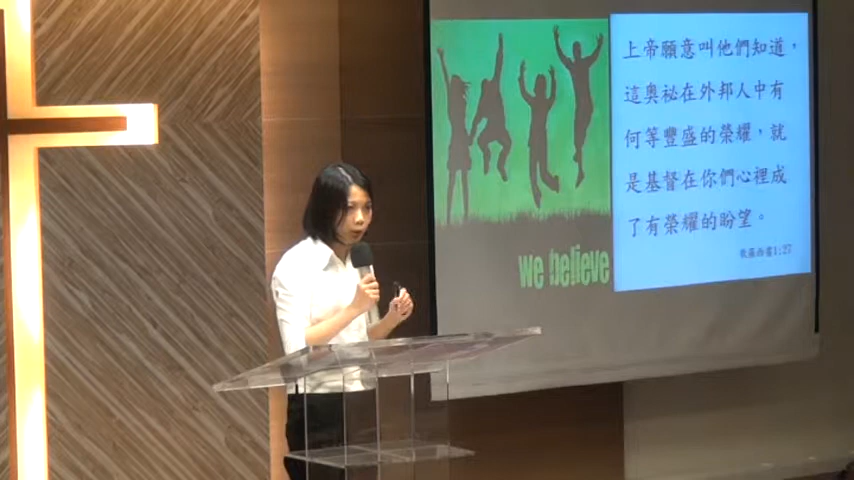 上帝願意叫他們知道，
這奧祕在外邦人中有
何等豐盛的榮耀，就
是基督在你們心裡成
了有榮耀的盼望。
歌羅西書1:27
we believe